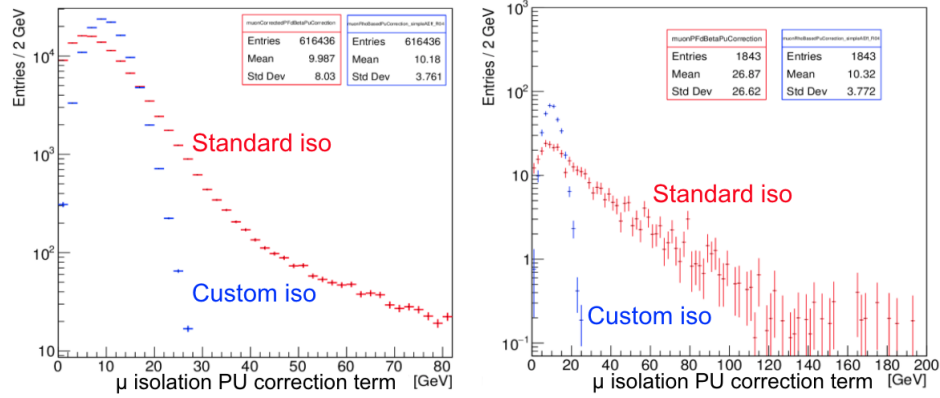 Entries / 2 GeV
10⁴
10³
10²
10
muonCorrectedPFdBetaPuCorrection
Entries 616436
Mean 9.987
Std Dev 8.03
Entries 616436
Mean 10.18
Std Dev 3.761
Standard iso
Custom iso
0 10 20 30 40 50 60 70 80
μ isolation PU correction term [GeV]
Entries / 2 GeV
10³
10²
10
1
10⁻¹
muonPFdBetaPuCorrection
Entries 1843
Mean 26.87
Std Dev 26.62
Entries 1843
Mean 10.32
Std Dev 3.772
Standard iso
Custom iso
0 20 40 60 80 100 120 140 160 180 200
μ isolation PU correction term [GeV]